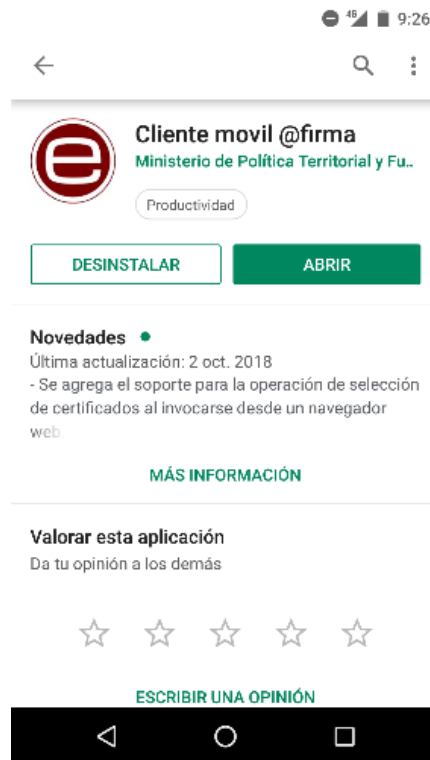 9:26
Cliente movil @firma
Ministerio de Política Territorial y Fu..
Productividad
DESINSTALAR
ABRIR
Novedades
Última actualización: 2 oct. 2018
- Se agrega el soporte para la operación de selección
de certificados al invocarse desde un navegador
web
MÁS INFORMACIÓN
Valorar esta aplicación
Da tu opinión a los demás
ESCRIBIR UNA OPINIÓN